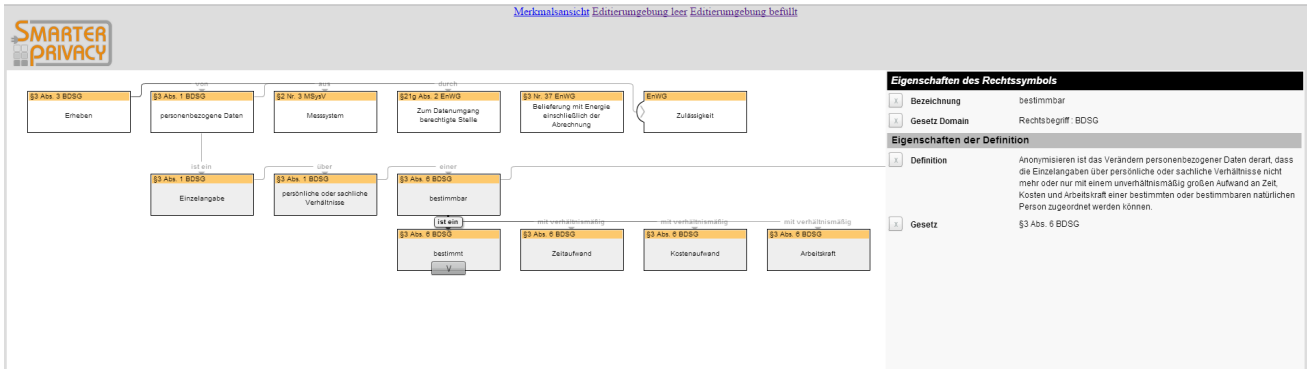 Merkmalsansicht Editierumgebung leer Editierumgebung befüllt
SMARTER
PRIVACY
von aus durch
§3 Abs. 3 BDSG §3 Abs. 1 BDSG §2 Nr. 3 MSysV §21g Abs. 2 EnWG §3 Nr. 37 EnWG EnWG
Erheben personenbezogene Daten Messsystem Zum Datenumgang berechtigte Stelle Belieferung mit Energie einschließlich der Abrechnung Zulässigkeit
ist ein über einer
§3 Abs. 1 BDSG §3 Abs. 1 BDSG §3 Abs. 6 BDSG
Einzelangabe persönliche oder sachliche Verhältnisse bestimmbar
ist ein mit verhältnismäßig mit verhältnismäßig mit verhältnismäßig
§3 Abs. 6 BDSG §3 Abs. 6 BDSG §3 Abs. 6 BDSG §3 Abs. 6 BDSG
bestimmt Zeitaufwand Kostenaufwand Arbeitskraft
V
Eigenschaften des Rechtssymbols
Bezeichnung bestimmbar
Gesetz Domain Rechtsbegriff : BDSG
Eigenschaften der Definition
Definition Anonymisieren ist das Verändern personenbezogener Daten derart, dass
die Einzelangaben über persönliche oder sachliche Verhältnisse nicht
mehr oder nur mit einem unverhältnismäßig großen Aufwand an Zeit,
Kosten und Arbeitskraft einer bestimmten oder bestimmbaren natürlichen
Person zugeordnet werden können.
Gesetz §3 Abs. 6 BDSG